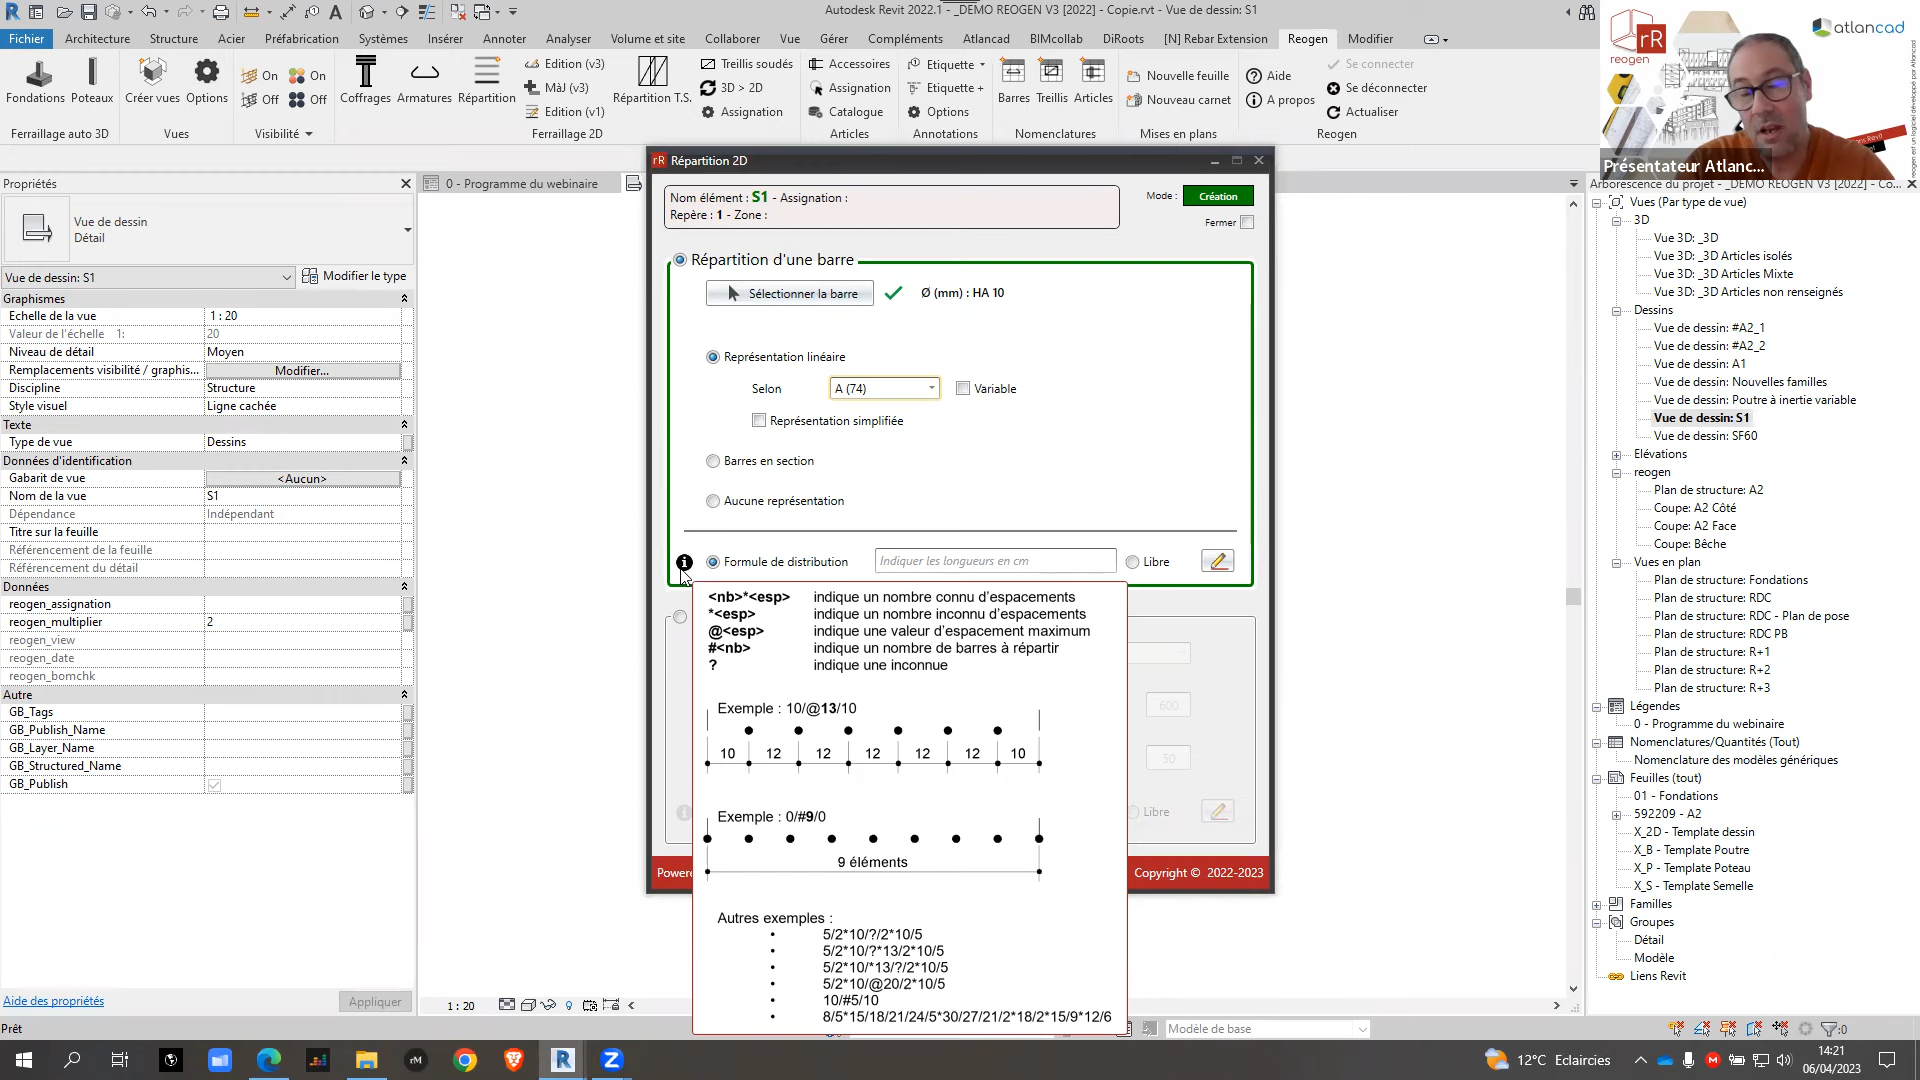 Autodesk Revit 2022.1 - _DEMO REOGEN V3 [2022] - Copie.rvt - Vue de dessin: S1
Fichier Architecture Structure Acier Préfabrication Systèmes Insérer Annoter Analyser Volume et site Collaborer Vue Gérer Compléments Atlancad BIMcollab DiRoots [N] Rebar Extension Reogen Modifier
Fondations Poteaux Créer vues Options
On On
Off Off
Coffrages Armatures Répartition
Edition (v3)
MàJ (v3)
Edition (v1)
Répartition T.S.
Treillis soudés
3D > 2D
Assignation
Accessoires
Assignation
Catalogue
Etiquette
Etiquette +
Options
Barres Treillis Articles
Nouvelle feuille
Nouveau carnet
Aide
A propos
Se connecter
Se déconnecter
Actualiser
Ferraillage auto 3D Vues Visibilité Ferraillage 2D Articles Annotations Nomenclatures Mises en plans Reogen
rR
reogen
atlancad
Présentateur Atlanc...
Propriétés
Vue de dessin
Détail
Vue de dessin: S1 Modifier le type
Graphismes
Echelle de la vue 1 : 20
Valeur de l'échelle 1: 20
Niveau de détail Moyen
Remplacements visibilité / graphis... Modifier...
Discipline Structure
Style visuel Ligne cachée
Texte
Type de vue Dessins
Données d'identification
Gabarit de vue <Aucun>
Nom de la vue S1
Dépendance Indépendant
Titre sur la feuille
Référencement de la feuille
Référencement du détail
Données
reogen_assignation
reogen_multiplier 2
reogen_view
reogen_date
reogen_bomchk
Autre
GB_Tags
GB_Publish_Name
GB_Layer_Name
GB_Structured_Name
GB_Publish
Aide des propriétés Appliquer
0 - Programme du webinaire
rR Répartition 2D
Nom élément : S1 - Assignation :
Repère : 1 - Zone :
Mode : Création
Fermer
Répartition d'une barre
Sélectionner la barre Ø (mm) : HA 10
Représentation linéaire
Selon A (74) Variable
Représentation simplifiée
Barres en section
Aucune représentation
Formule de distribution Indiquer les longueurs en cm Libre
600
50
Libre
Powere
Copyright © 2022-2023
<nb>*<esp> indique un nombre connu d'espacements
*<esp> indique un nombre inconnu d'espacements
@<esp> indique une valeur d'espacement maximum
#<nb> indique un nombre de barres à répartir
? indique une inconnue
Exemple : 10/@13/10
10 12 12 12 12 12 10
Exemple : 0/#9/0
9 éléments
Autres exemples :
• 5/2*10/?/2*10/5
• 5/2*10/?*13/2*10/5
• 5/2*10/*13/?/2*10/5
• 5/2*10/@20/2*10/5
• 10/#5/10
• 8/5*15/18/21/24/5*30/27/21/2*18/2*15/9*12/6
Arborescence du projet - _DEMO REOGEN V3 [2022] - Co...
Vues (Par type de vue)
3D
Vue 3D: _3D
Vue 3D: _3D Articles isolés
Vue 3D: _3D Articles Mixte
Vue 3D: _3D Articles non renseignés
Dessins
Vue de dessin: #A2_1
Vue de dessin: #A2_2
Vue de dessin: A1
Vue de dessin: Nouvelles familles
Vue de dessin: Poutre à inertie variable
Vue de dessin: S1
Vue de dessin: SF60
Elévations
reogen
Plan de structure: A2
Coupe: A2 Côté
Coupe: A2 Face
Coupe: Bêche
Vues en plan
Plan de structure: Fondations
Plan de structure: RDC
Plan de structure: RDC - Plan de pose
Plan de structure: RDC PB
Plan de structure: R+1
Plan de structure: R+2
Plan de structure: R+3
Légendes
0 - Programme du webinaire
Nomenclatures/Quantités (Tout)
Nomenclature des modèles génériques
Feuilles (tout)
01 - Fondations
592209 - A2
X_2D - Template dessin
X_B - Template Poutre
X_P - Template Poteau
X_S - Template Semelle
Familles
Groupes
Détail
Modèle
Liens Revit
1 : 20
Prêt
Modèle de base
:0
12°C Eclaircies
14:21
06/04/2023